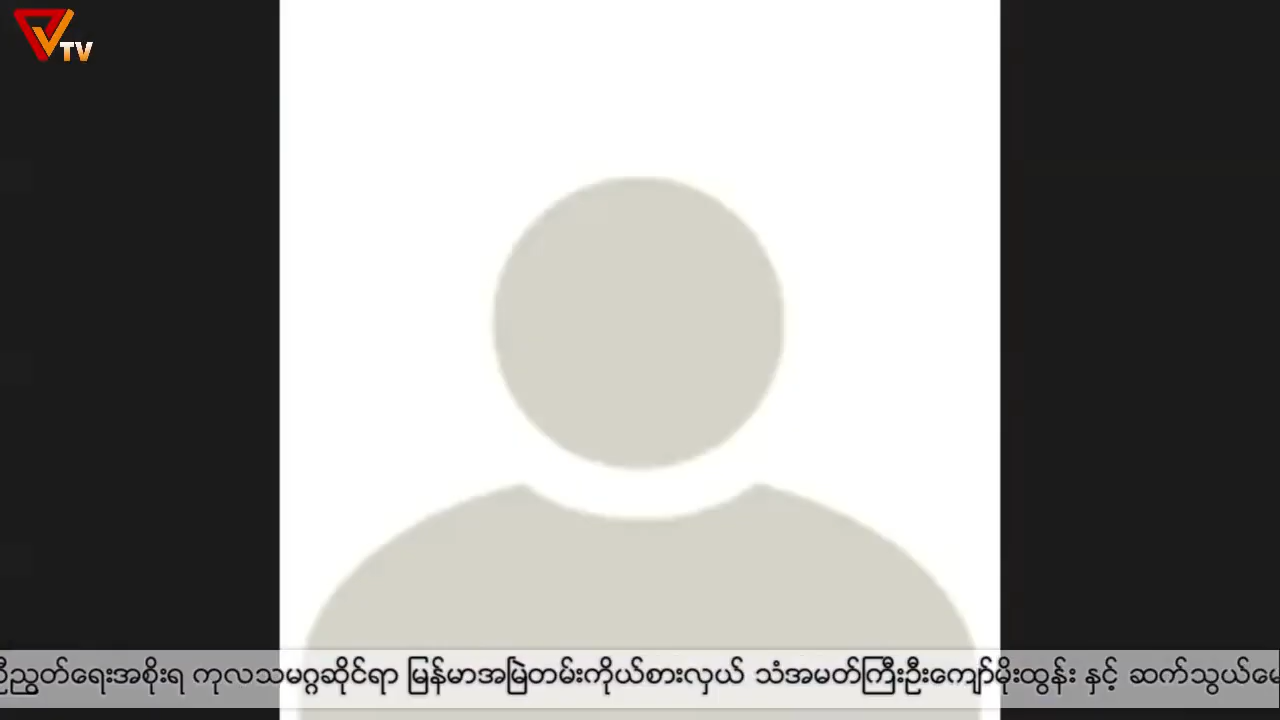 TV
ညွတ်ရေးအစိုးရ ကုလသမဂ္ဂဆိုင်ရာ မြန်မာအမြဲတမ်းကိုယ်စားလှယ် သံအမတ်ကြီးဦးကျော်မိုးထွန်း နှင့် ဆက်သွယ်မေ